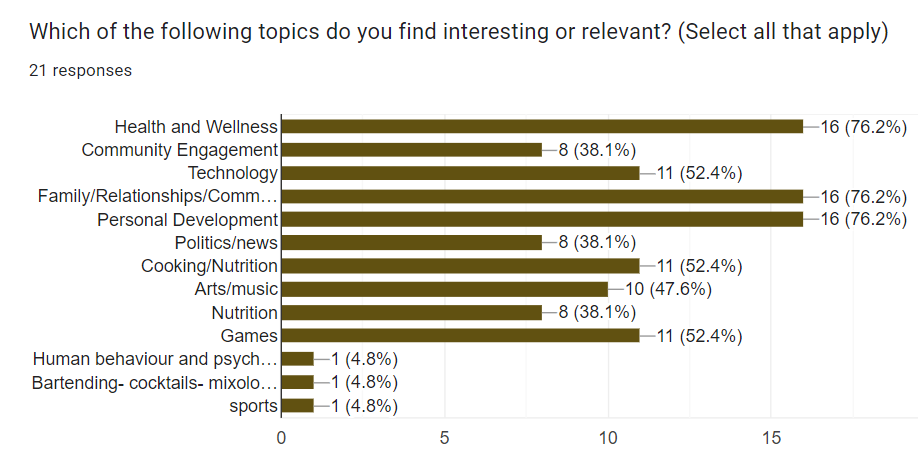 Which of the following topics do you find interesting or relevant? (Select all that apply)
21 responses
Health and Wellness 16 (76.2%)
Community Engagement 8 (38.1%)
Technology 11 (52.4%)
Family/Relationships/Comm... 16 (76.2%)
Personal Development 16 (76.2%)
Politics/news 8 (38.1%)
Cooking/Nutrition 11 (52.4%)
Arts/music 10 (47.6%)
Nutrition 8 (38.1%)
Games 11 (52.4%)
Human behaviour and psych... 1 (4.8%)
Bartending- cocktails- mixolo... 1 (4.8%)
sports 1 (4.8%)
0 5 10 15